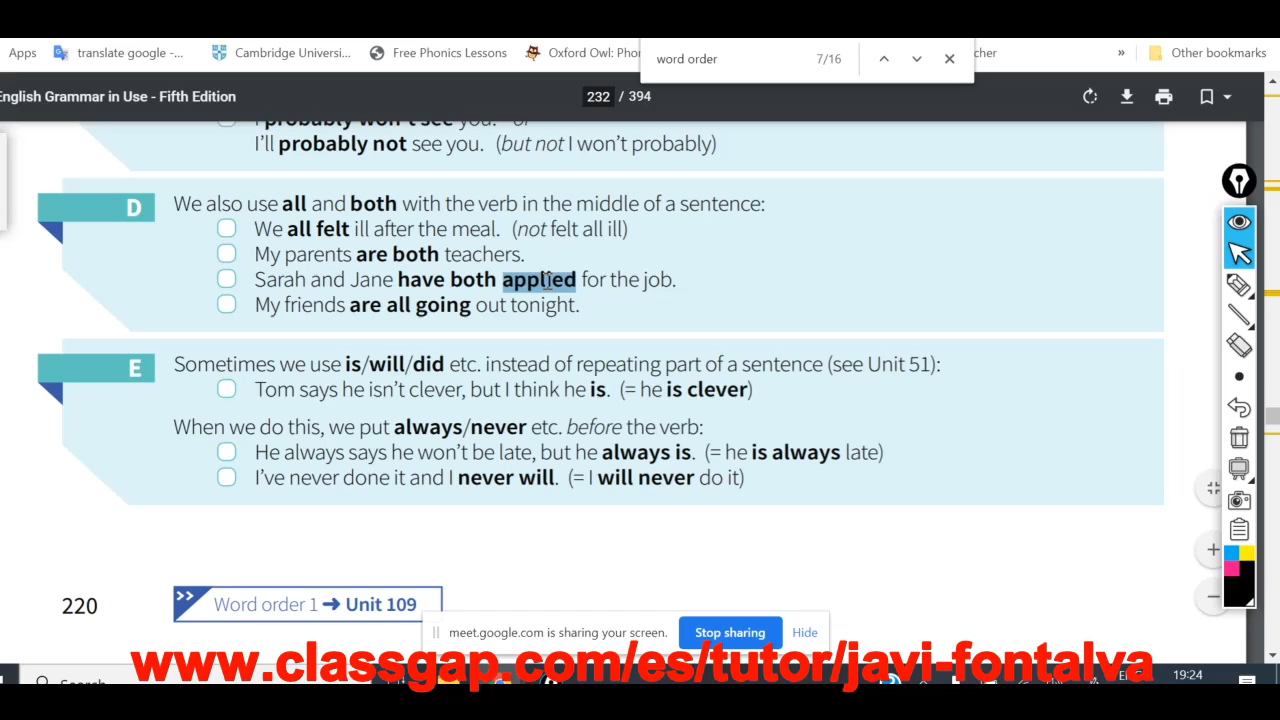 Apps translate google -... Cambridge Universi... Free Phonics Lessons Oxford Owl: Phon cher » Other bookmarks
word order 7/16
English Grammar in Use - Fifth Edition 232 / 394
I probably won't see you. or
I'll probably not see you. (but not I won't probably)
D We also use all and both with the verb in the middle of a sentence:
We all felt ill after the meal. (not felt all ill)
My parents are both teachers.
Sarah and Jane have both applied for the job.
My friends are all going out tonight.
E Sometimes we use is/will/did etc. instead of repeating part of a sentence (see Unit 51):
Tom says he isn't clever, but I think he is. (= he is clever)
When we do this, we put always/never etc. before the verb:
He always says he won't be late, but he always is. (= he is always late)
I've never done it and I never will. (= I will never do it)
220 >> Word order 1 ➜ Unit 109
meet.google.com is sharing your screen. Stop sharing Hide
www.classgap.com/es/tutor/javi-fontalva
Search 19:24